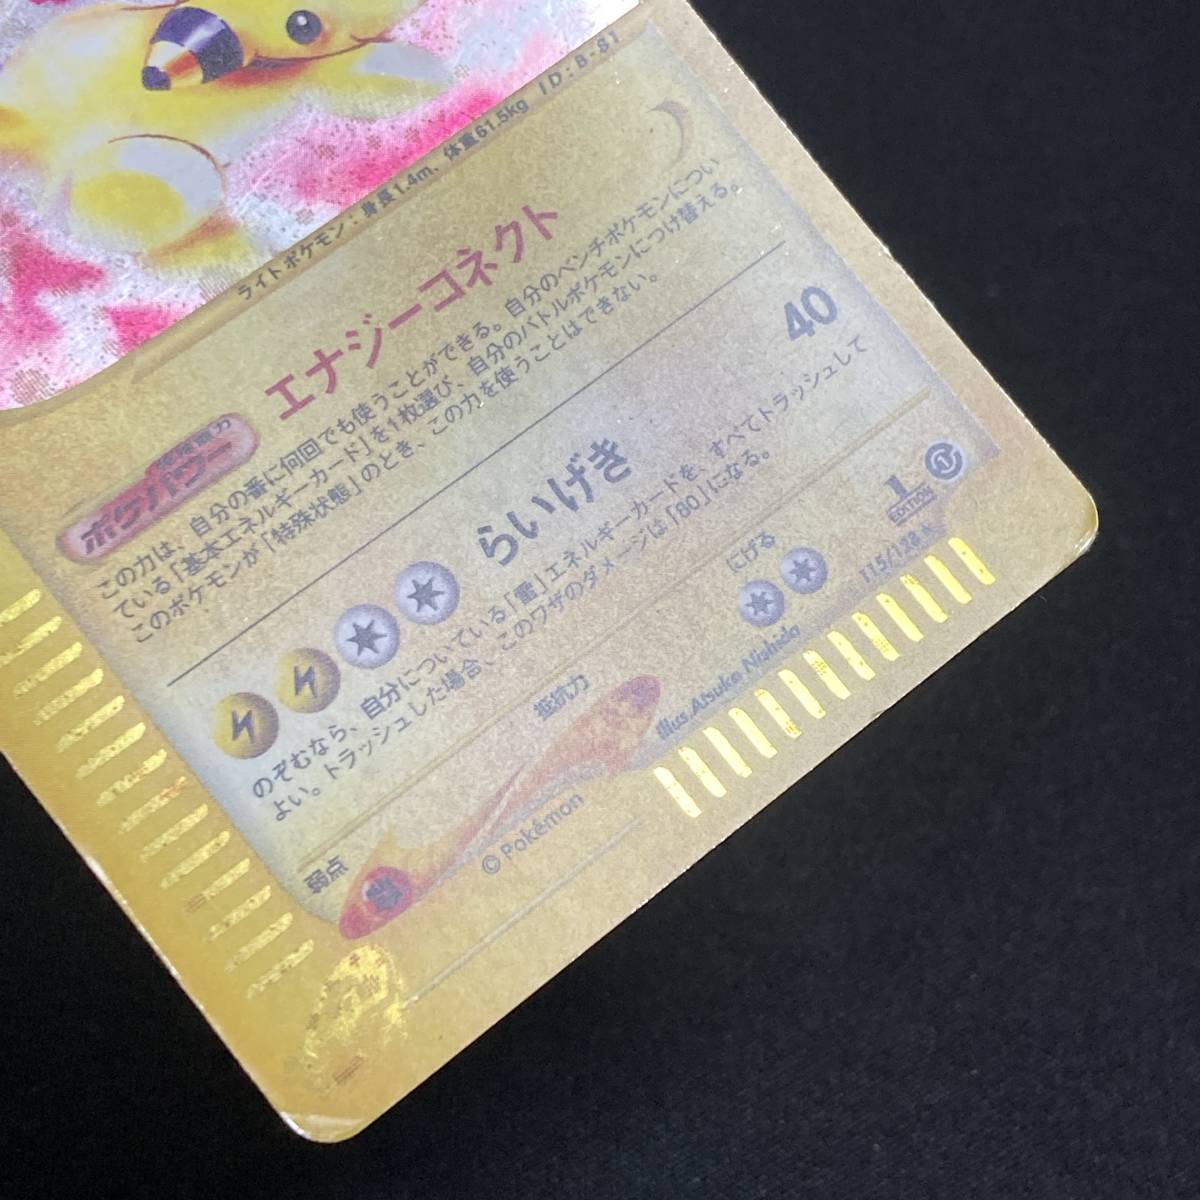 ライトポケモン：身長1.4m、体重61.5kg ID：B-81
ポケパワー エナジーコネクト
この力は、自分の番に何回でも使うことができる。自分のベンチポケモンについ
ている「基本エネルギーカード」を1枚選び、自分のバトルポケモンにつけ替える。
このポケモンが「特殊状態」のとき、この力を使うことはできない。
らいげき 40
のぞむなら、自分についている「雷」エネルギーカードを、すべてトラッシュして
よい。トラッシュした場合、このワザのダメージは「80」になる。
弱点 抵抗力 にげる
1
EDITION
115/128 ★
©Pokémon
Illus.Atsuko Nishida